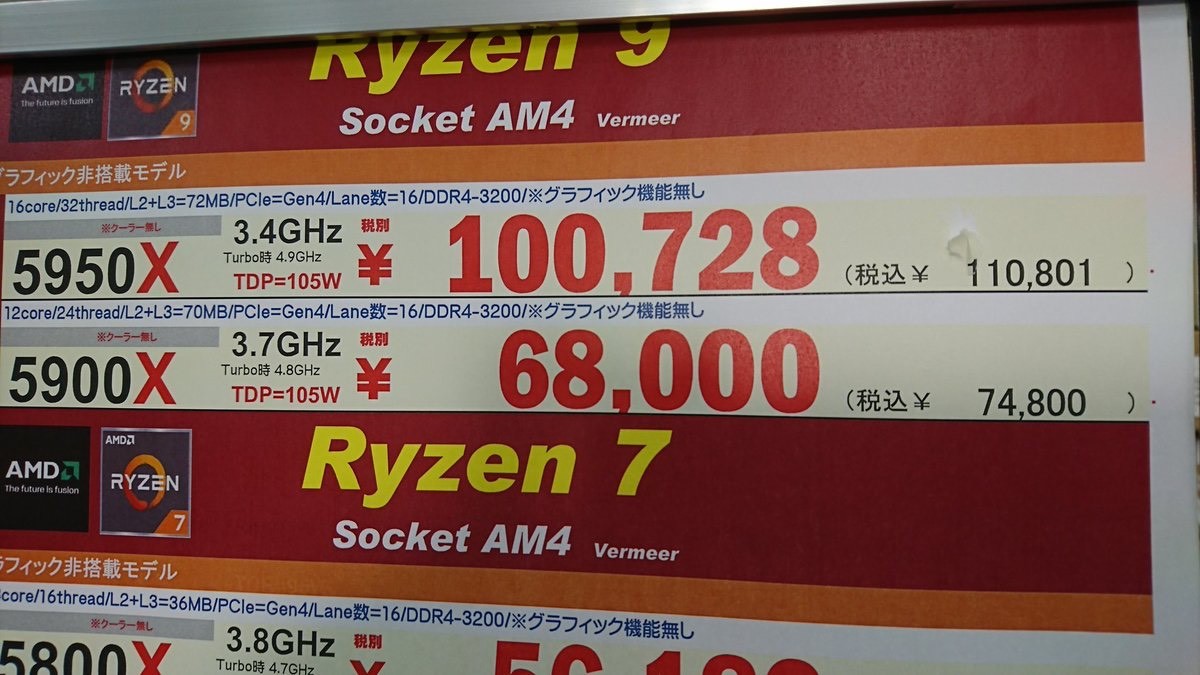 Ryzen 9
AMD
The future is fusion
RYZEN
9
Socket AM4 Vermeer
グラフィック非搭載モデル
16core/32thread/L2+L3=72MB/PCIe=Gen4/Lane数=16/DDR4-3200/※グラフィック機能無し
※クーラー無し
5950X
3.4GHz
Turbo時 4.9GHz
TDP=105W
税別
¥ 100,728 (税込¥ 110,801 )
12core/24thread/L2+L3=70MB/PCIe=Gen4/Lane数=16/DDR4-3200/※グラフィック機能無し
※クーラー無し
5900X
3.7GHz
Turbo時 4.8GHz
TDP=105W
税別
¥ 68,000 (税込¥ 74,800 )
AMD
The future is fusion
AMD
RYZEN
7
Ryzen 7
Socket AM4 Vermeer
ラフィック非搭載モデル
core/16thread/L2+L3=36MB/PCIe=Gen4/Lane数=16/DDR4-3200/※グラフィック機能無し
※クーラー無し
5800X
3.8GHz
Turbo時 4.7GHz
税別
¥